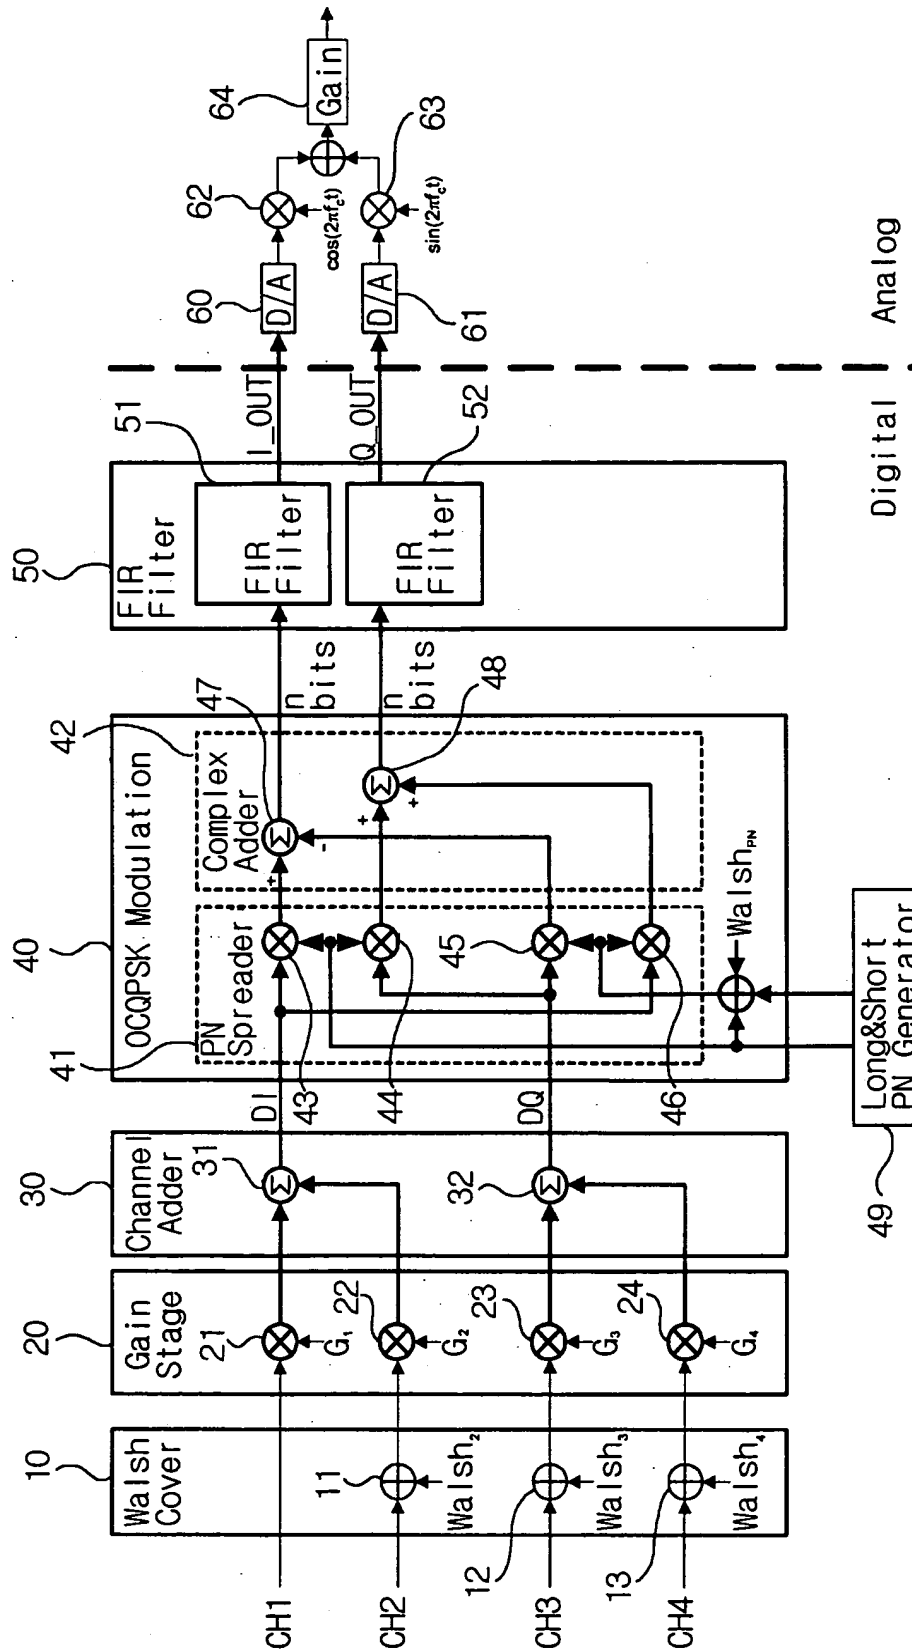 CH1
CH2
CH3
CH4
10
Walsh
Cover
11
Walsh2
12
Walsh3
13
Walsh4
20
Gain
Stage
21
G1
22
G2
23
G3
24
G4
30
Channel
Adder
31
32
DI
DQ
40
OCQPSK Modulation
41
PN
Spreader
43
44
45
46
42
Complex
Adder
47
+
-
48
+
+
WalshPN
Long&Short
PN Generator
49
n
bits
n
bits
50
FIR
Filter
51
FIR
Filter
52
FIR
Filter
I_OUT
Q_OUT
Digital
Analog
60
D/A
61
D/A
62
cos(2πfct)
63
sin(2πfct)
64
Gain